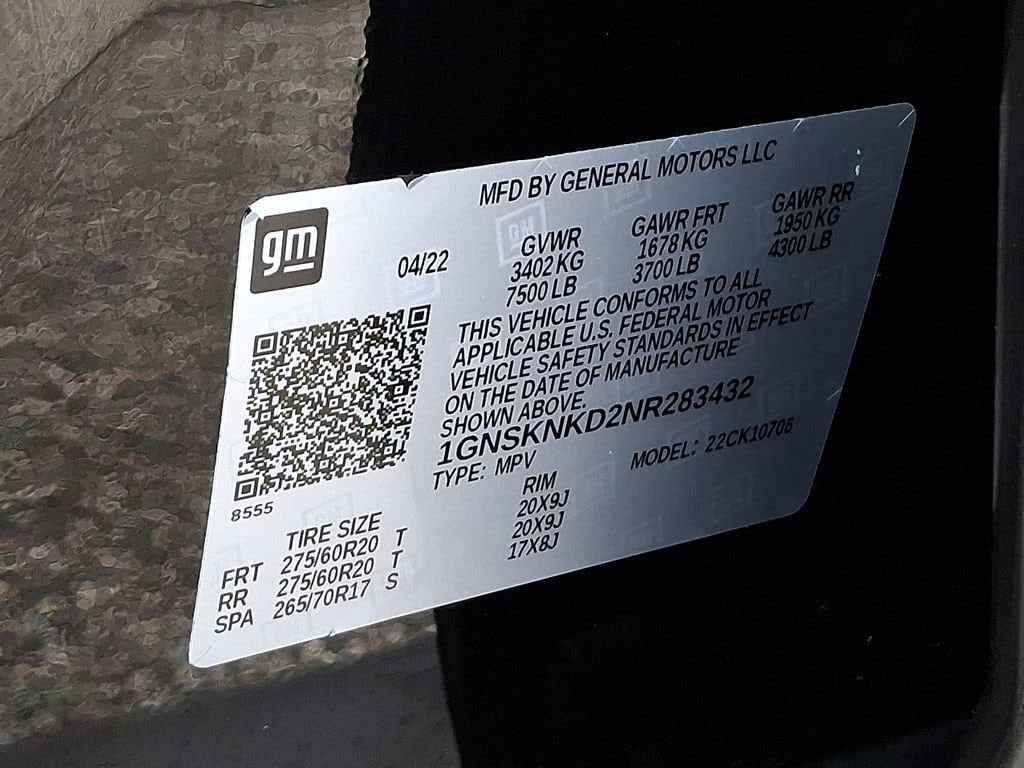 MFD BY GENERAL MOTORS LLC
gm
04/22
GVWR GAWR FRT GAWR RR
3402 KG 1678 KG 1950 KG
7500 LB 3700 LB 4300 LB
THIS VEHICLE CONFORMS TO ALL
APPLICABLE U.S. FEDERAL MOTOR
VEHICLE SAFETY STANDARDS IN EFFECT
ON THE DATE OF MANUFACTURE
SHOWN ABOVE.
1GNSKNKD2NR283432
TYPE: MPV MODEL: 22CK10706
8555
TIRE SIZE RIM
FRT 275/60R20 T 20X9J
RR 275/60R20 T 20X9J
SPA 265/70R17 S 17X8J